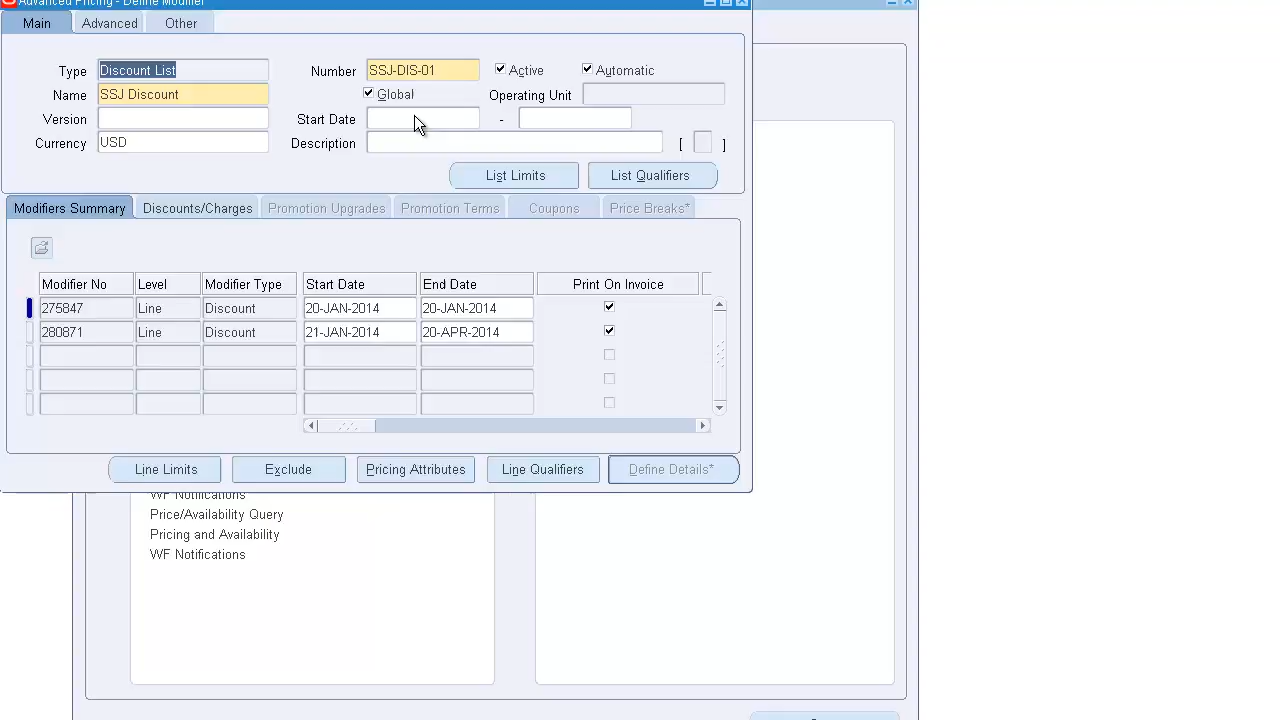 Advanced Pricing - Define Modifier
Main Advanced Other
Type Discount List Number SSJ-DIS-01 Active Automatic
Name SSJ Discount Global Operating Unit
Version Start Date -
Currency USD Description [ ]
List Limits List Qualifiers
Modifiers Summary Discounts/Charges Promotion Upgrades Promotion Terms Coupons Price Breaks*
Modifier No Level Modifier Type Start Date End Date Print On Invoice
275847 Line Discount 20-JAN-2014 20-JAN-2014
280871 Line Discount 21-JAN-2014 20-APR-2014
Line Limits Exclude Pricing Attributes Line Qualifiers Define Details*
WF Notifications
Price/Availability Query
Pricing and Availability
WF Notifications